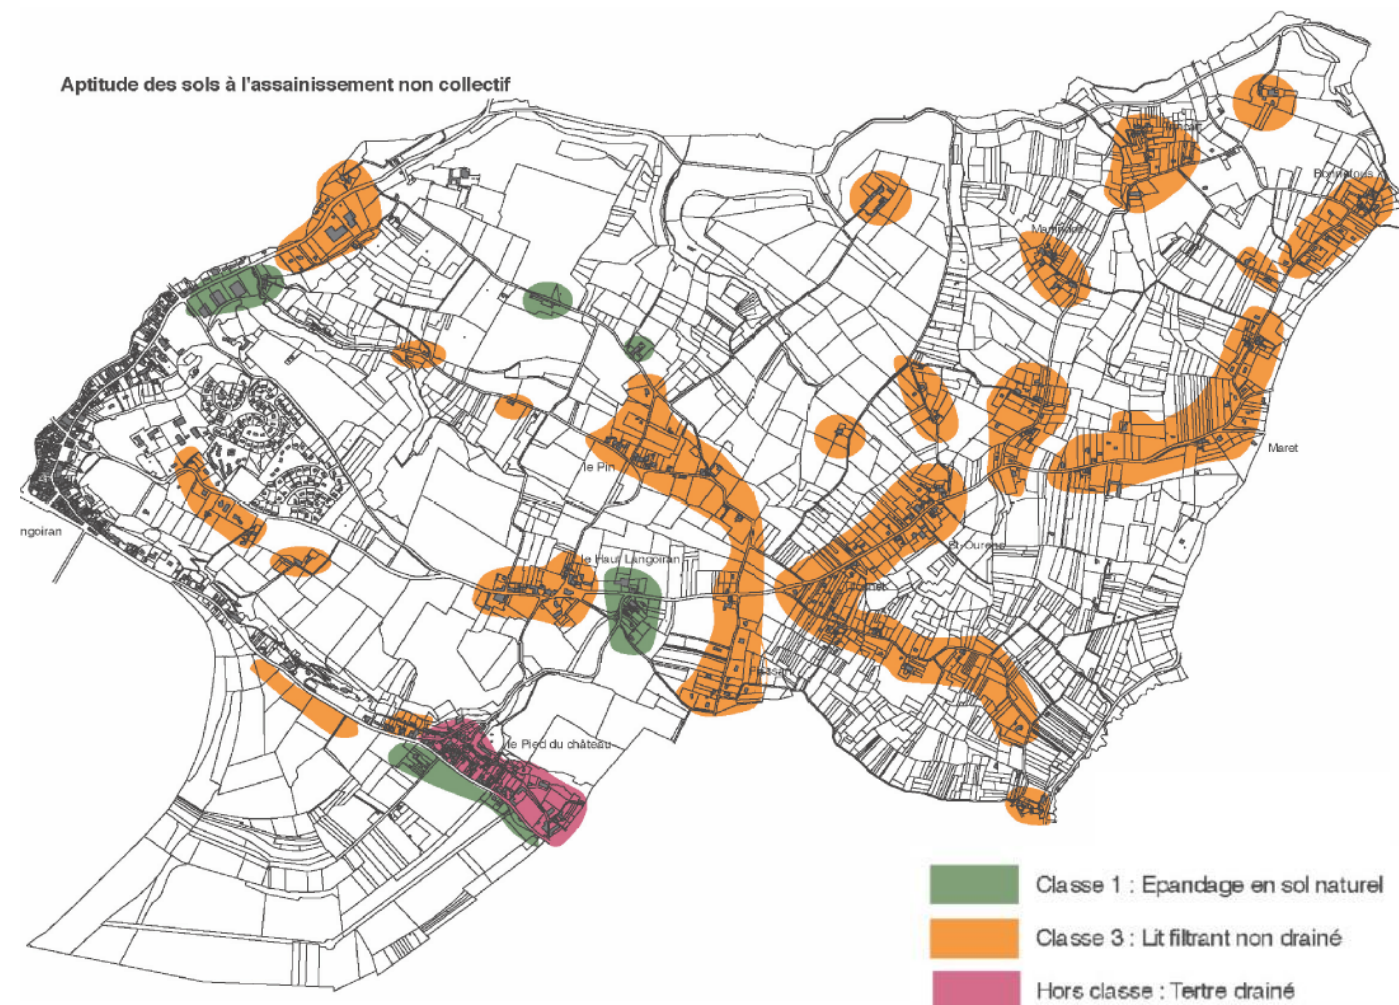 Aptitude des sols à l'assainissement non collectif
Bonnetous
le Pin
Maret
ngoiran
le Haut Langoiran
le Pied du château
Classe 1 : Epandage en sol naturel
Classe 3 : Lit filtrant non drainé
Hors classe : Tertre drainé